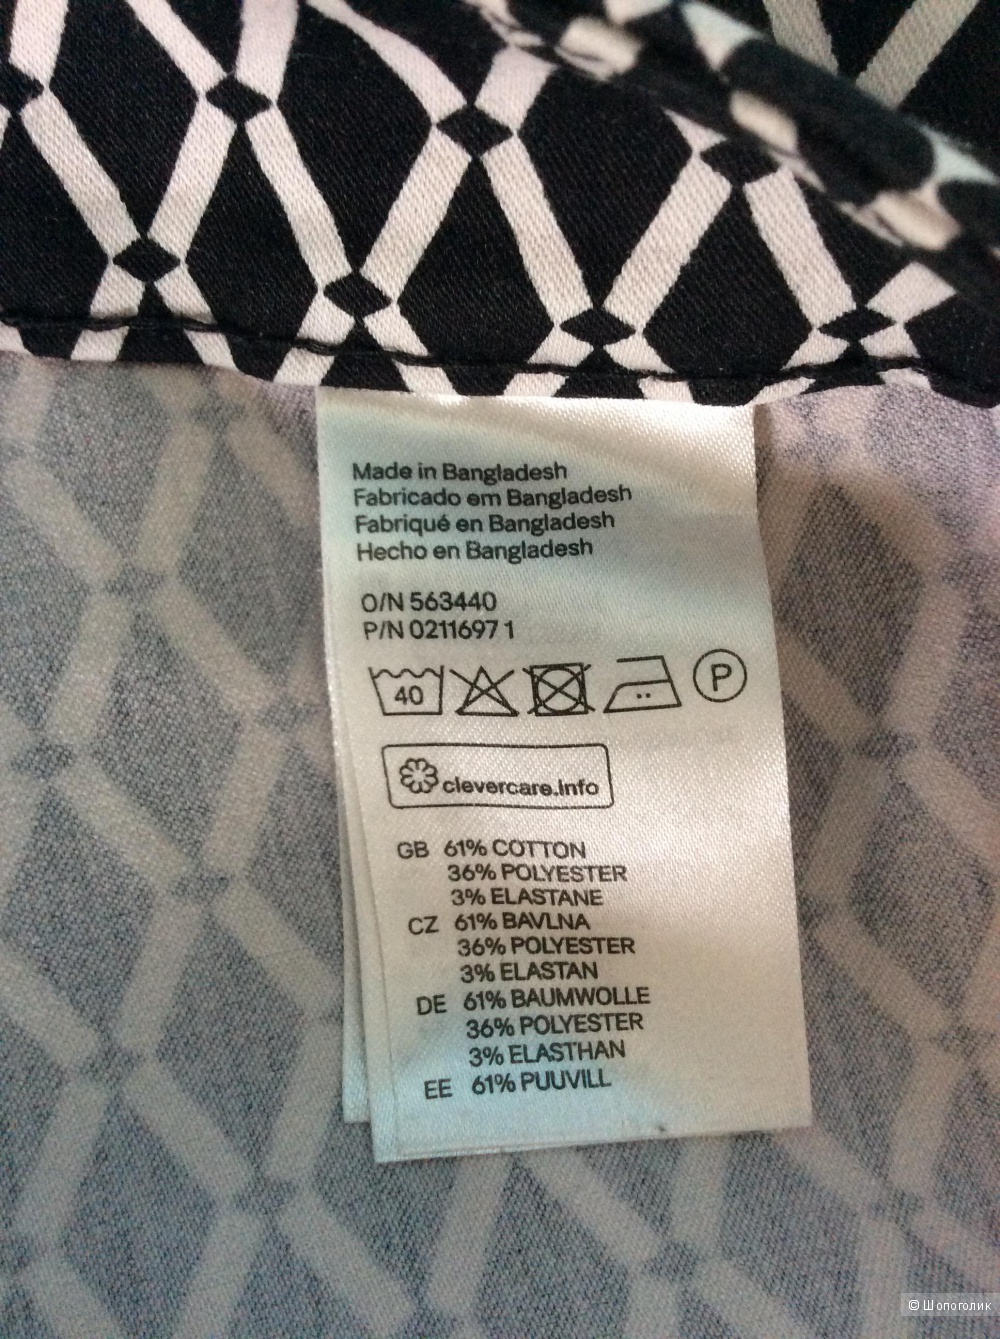 Made in Bangladesh
Fabricado em Bangladesh
Fabriqué en Bangladesh
Hecho en Bangladesh
O/N 563440
P/N 0211697 1
40 P
clevercare.info
GB 61% COTTON
36% POLYESTER
3% ELASTANE
CZ 61% BAVLNA
36% POLYESTER
3% ELASTAN
DE 61% BAUMWOLLE
36% POLYESTER
3% ELASTHAN
EE 61% PUUVILL
© Шопоголик